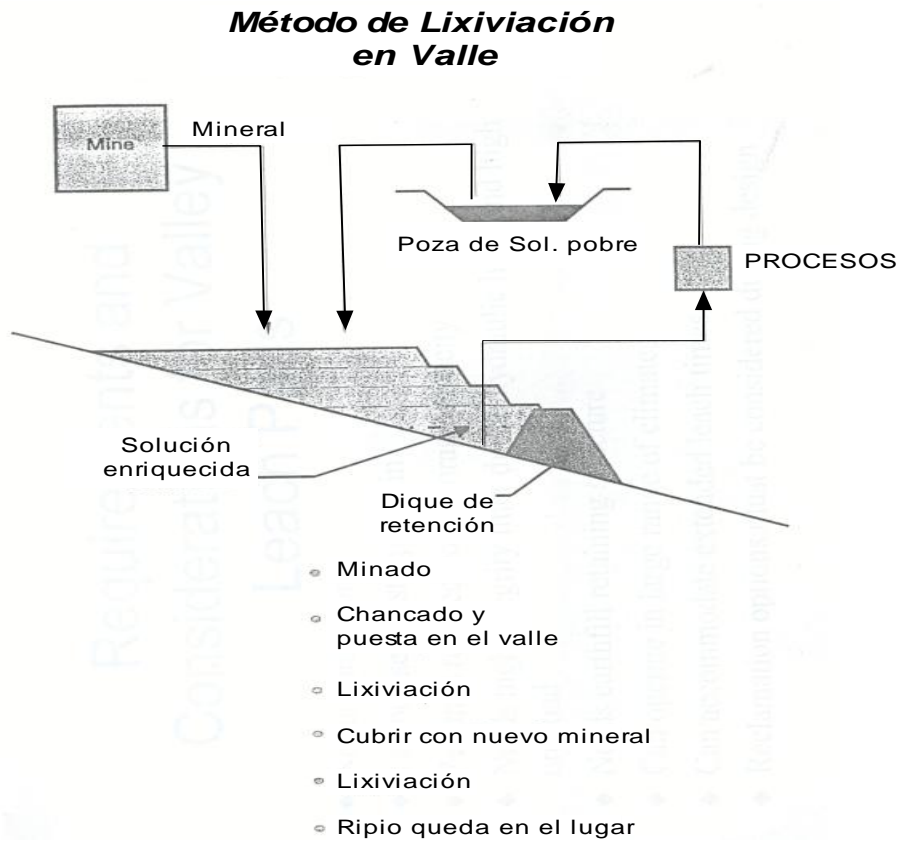 Método de Lixiviación
en Valle
Mine
Mineral
Poza de Sol. pobre
PROCESOS
Solución
enriquecida
Dique de
retención
Minado
Chancado y
puesta en el valle
Lixiviación
Cubrir con nuevo mineral
Lixiviación
Ripio queda en el lugar